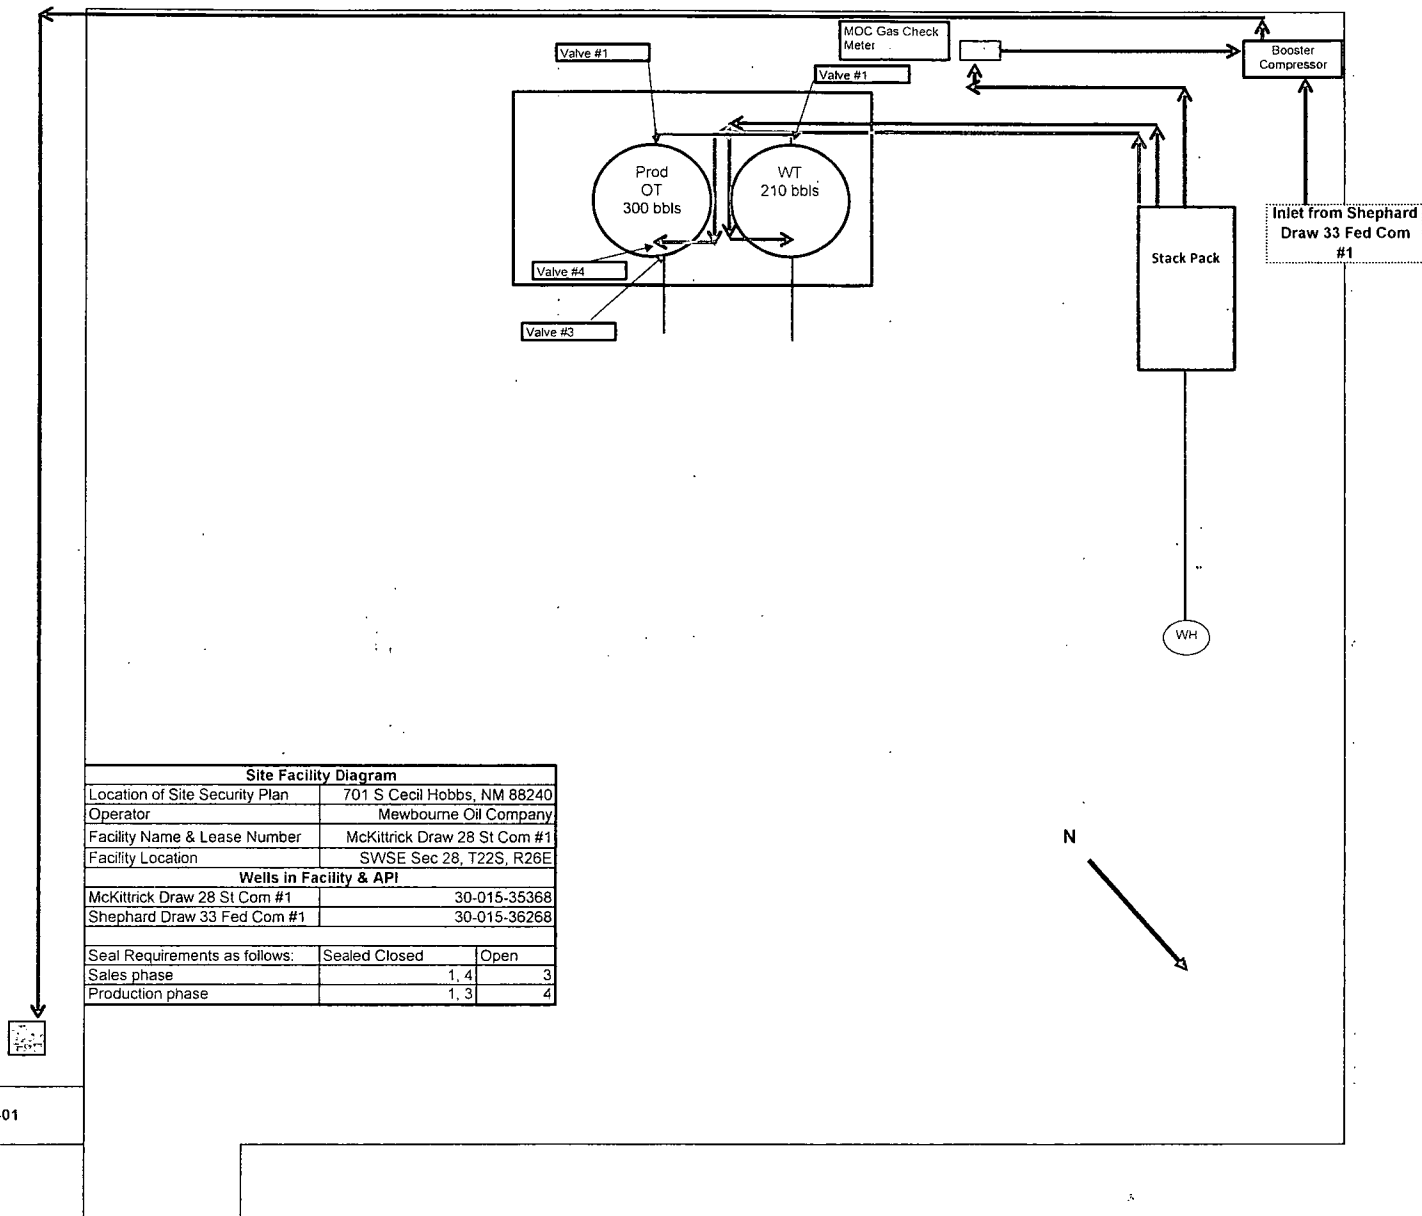 MOC Gas Check
Meter
Valve #1
Booster
Compressor
Valve #1
Prod
OT
300 bbls
WT
210 bbls
Inlet from Shephard
Draw 33 Fed Com
#1
Stack Pack
Valve #4
Valve #3
WH
Site Facility Diagram
Location of Site Security Plan 701 S Cecil Hobbs, NM 88240
Operator Mewbourne Oil Company
Facility Name & Lease Number McKittrick Draw 28 St Com #1
Facility Location SWSE Sec 28, T22S, R26E
Wells in Facility & API
McKittrick Draw 28 St Com #1 30-015-35368
Shephard Draw 33 Fed Com #1 30-015-36268
Seal Requirements as follows: Sealed Closed Open
Sales phase 1, 4 3
Production phase 1, 3 4
N
01